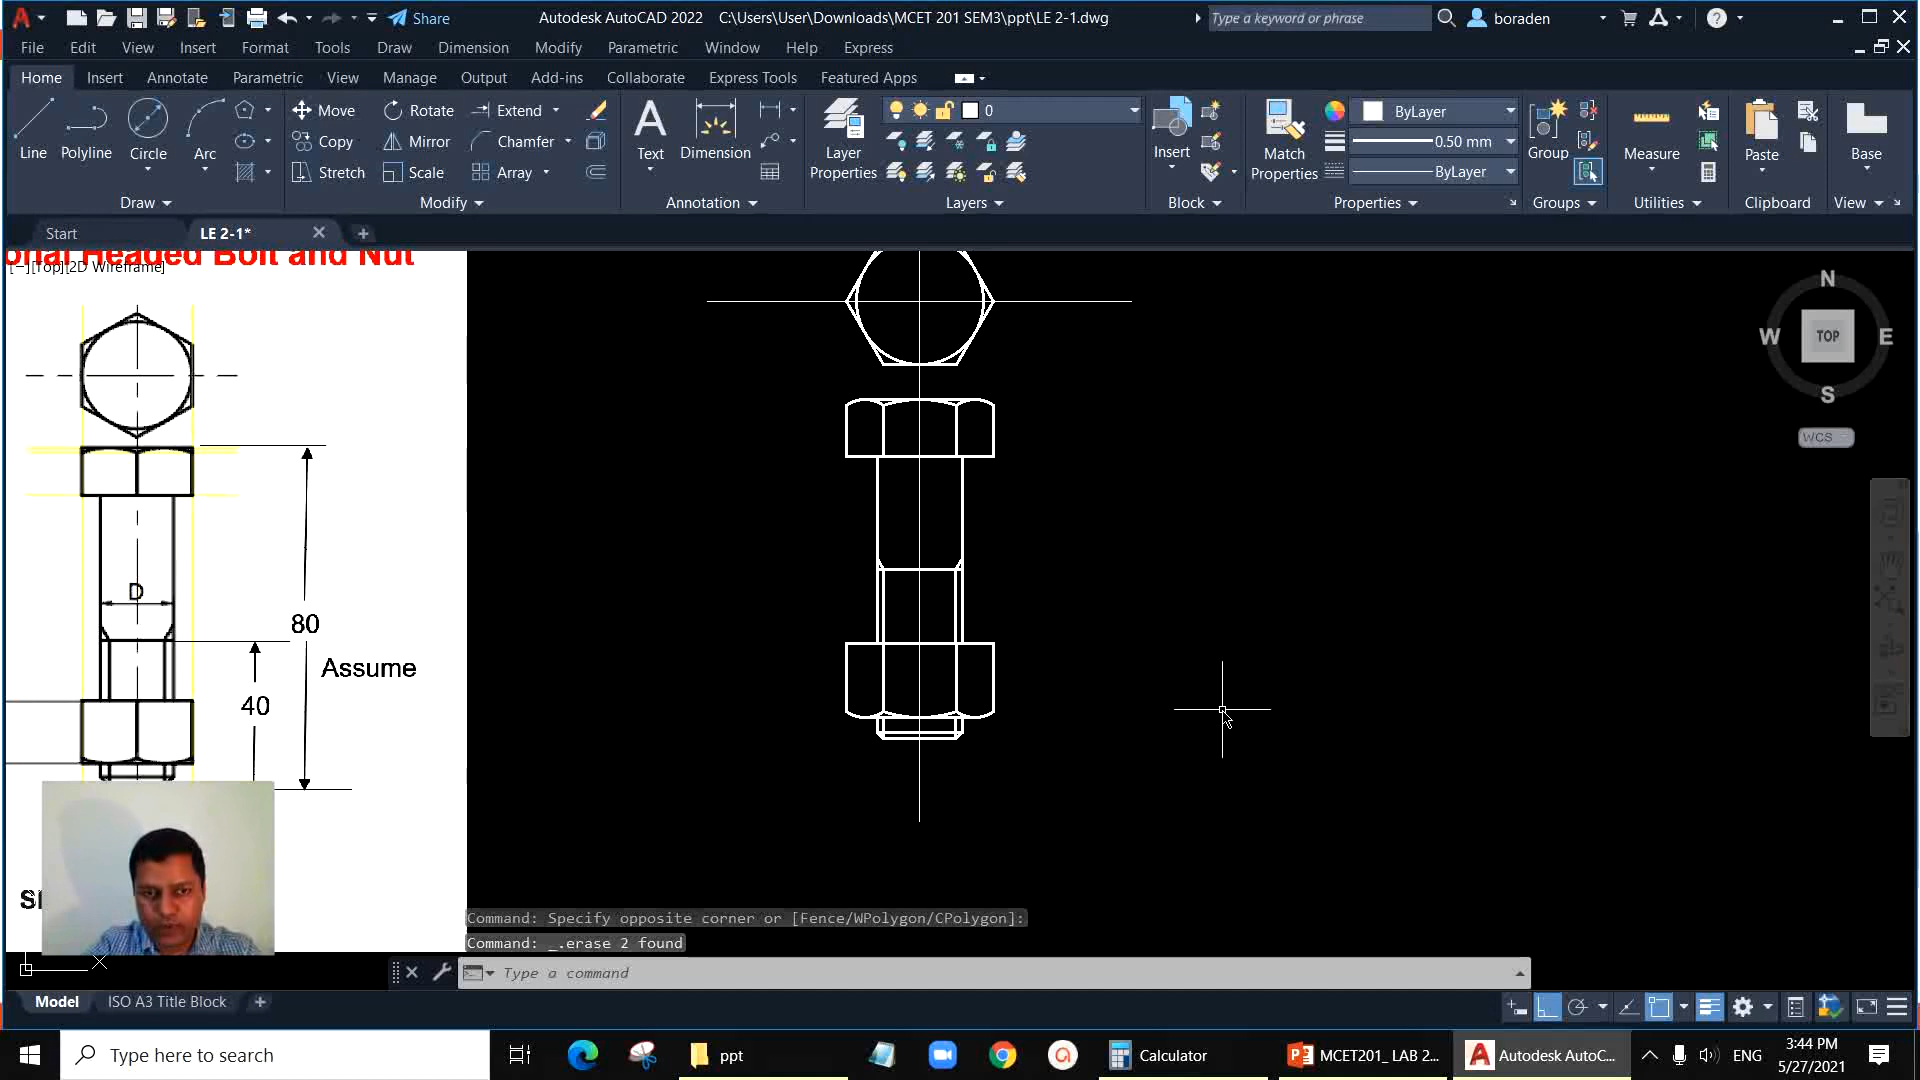 Share
Autodesk AutoCAD 2022 C:\Users\User\Downloads\MCET 201 SEM3\ppt\LE 2-1.dwg
Type a keyword or phrase
boraden
File Edit View Insert Format Tools Draw Dimension Modify Parametric Window Help Express
Home Insert Annotate Parametric View Manage Output Add-ins Collaborate Express Tools Featured Apps
Line Polyline Circle Arc
Move Rotate Extend
Copy Mirror Chamfer
Stretch Scale Array
Text Dimension
Layer Properties
0
Insert
Match Properties
ByLayer
0.50 mm
ByLayer
Group
Measure
Paste
Base
Draw Modify Annotation Layers Block Properties Groups Utilities Clipboard View
Start LE 2-1*
onal Headed Bolt and Nut
[−][Top][2D Wireframe]
N
W TOP E
S
WCS
D
80
Assume
40
Command: Specify opposite corner or [Fence/WPolygon/CPolygon]:
Command: _.erase 2 found
Type a command
Model ISO A3 Title Block
Type here to search
ppt
Calculator
MCET201_ LAB 2...
Autodesk AutoC...
ENG
3:44 PM
5/27/2021